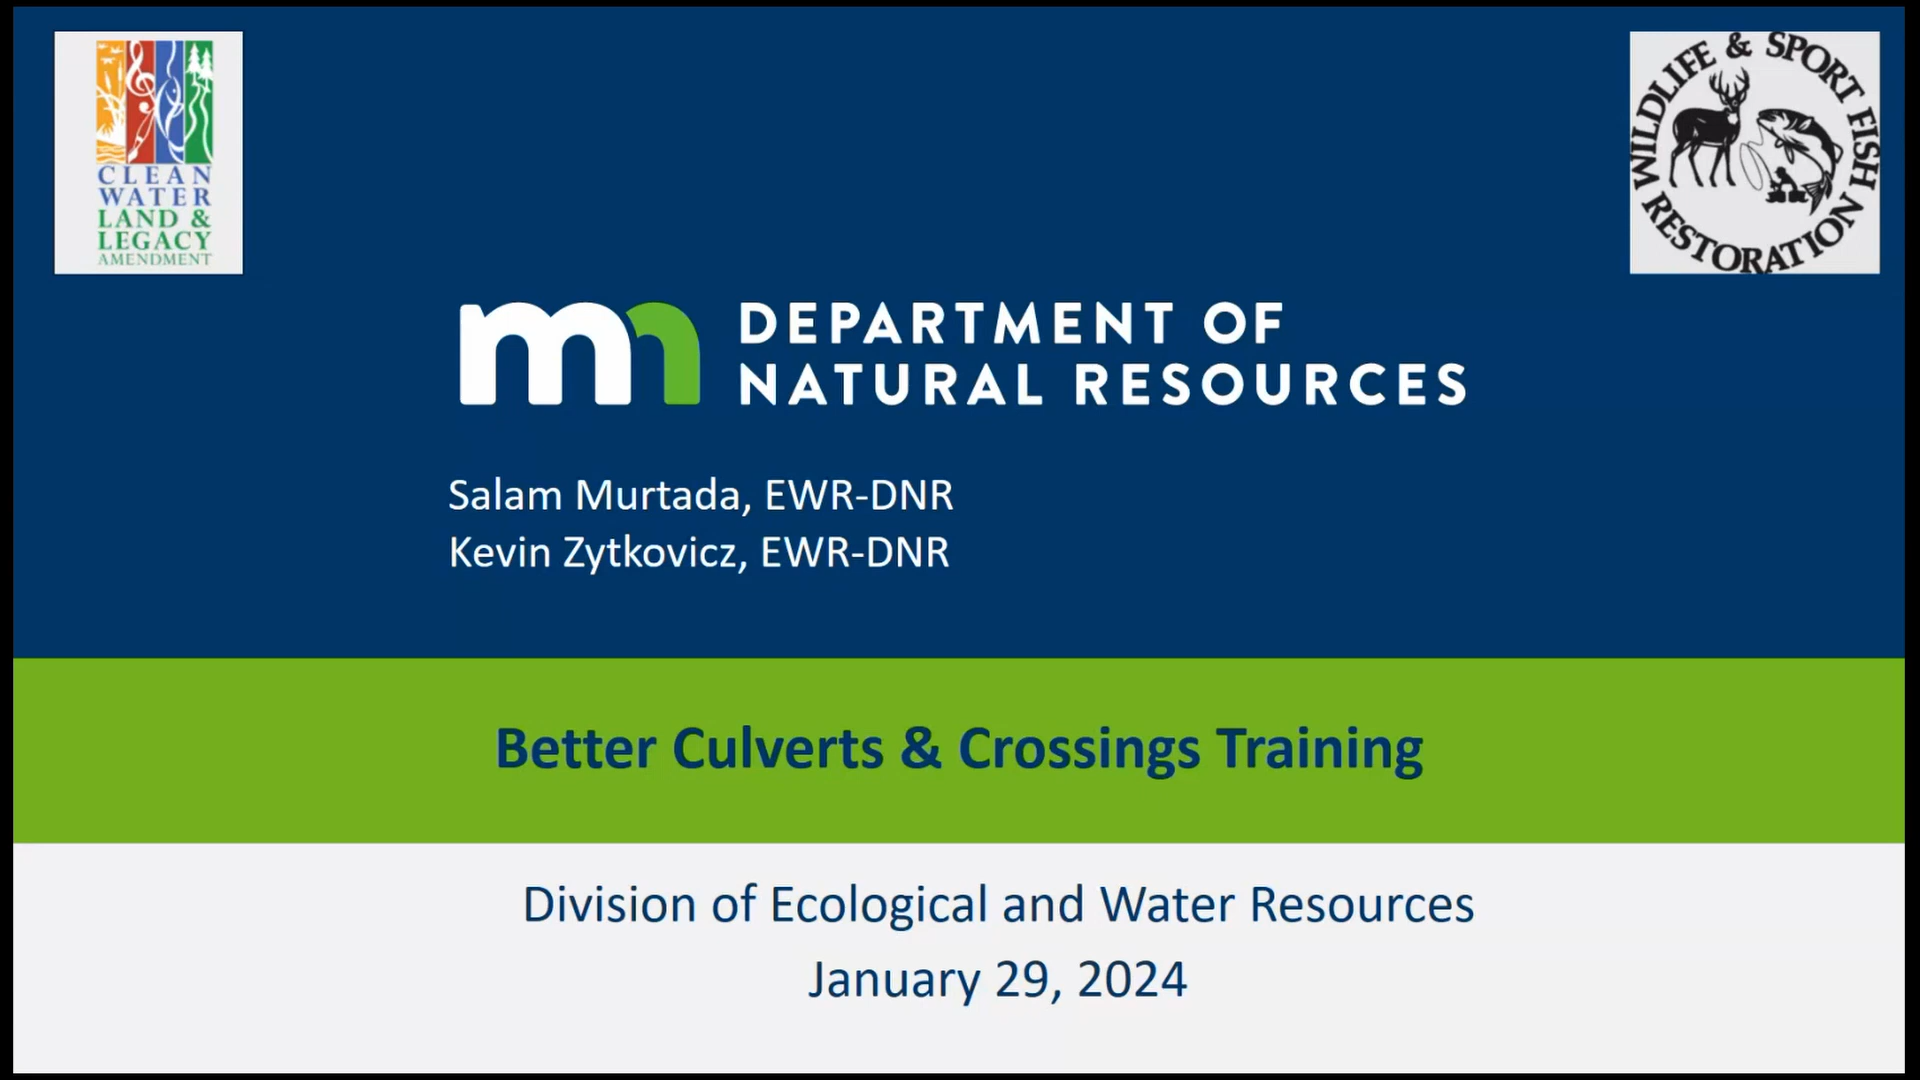 CLEAN
WATER
LAND &
LEGACY
AMENDMENT
WILDLIFE & SPORT FISH RESTORATION
mn
DEPARTMENT OF
NATURAL RESOURCES
Salam Murtada, EWR-DNR
Kevin Zytkovicz, EWR-DNR
Better Culverts & Crossings Training
Division of Ecological and Water Resources
January 29, 2024